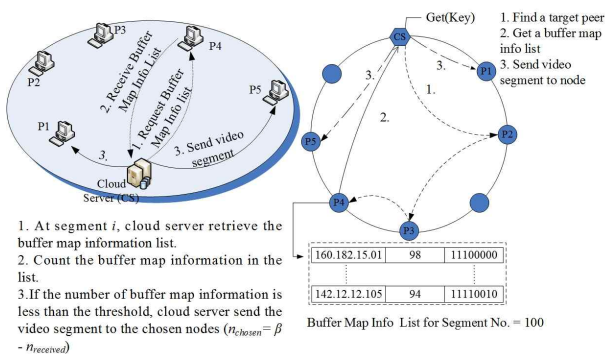 P3
P4
P2
P5
P1
2. Receive Buffer
Map Info List
1. Request Buffer
Map Info list
3. Send video
segment
3.
Cloud
Server (CS)
1. At segment i, cloud server retrieve the
buffer map information list.
2. Count the buffer map information in the
list.
3.If the number of buffer map information is
less than the threshold, cloud server send the
video segment to the chosen nodes (nchosen= β
- nreceived)
Get(Key)
CS
3.
P1
3.
1.
2.
P2
P5
P4
P3
1. Find a target peer
2. Get a buffer map
info list
3. Send video
segment to node
160.182.15.01 98 11100000
142.12.12.105 94 11110010
Buffer Map Info List for Segment No. = 100